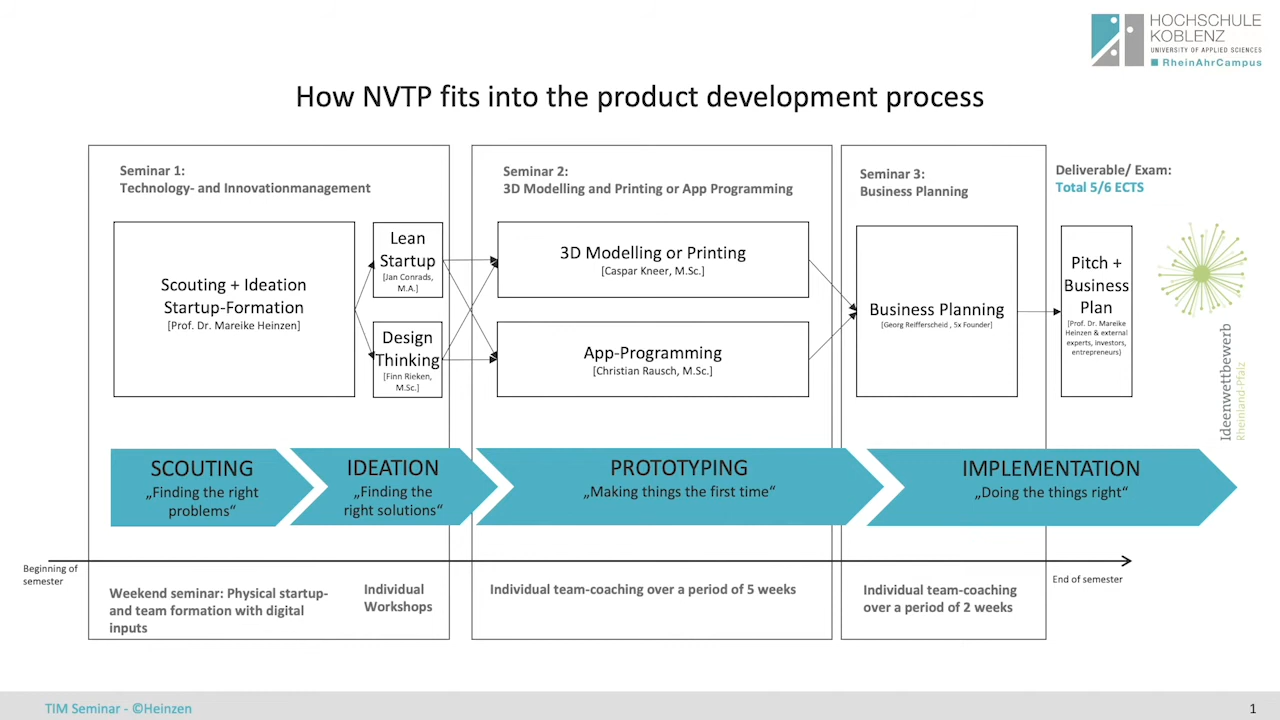 HOCHSCHULE
KOBLENZ
UNIVERSITY OF APPLIED SCIENCES
RheinAhrCampus
How NVTP fits into the product development process
Seminar 1:
Technology- and Innovationmanagement
Scouting + Ideation
Startup-Formation
[Prof. Dr. Mareike Heinzen]
Lean
Startup
[Jan Conrads,
M.A.]
Design
Thinking
[Finn Rieken,
M.Sc.]
Seminar 2:
3D Modelling and Printing or App Programming
3D Modelling or Printing
[Caspar Kneer, M.Sc.]
App-Programming
[Christian Rausch, M.Sc.]
Seminar 3:
Business Planning
Business Planning
[Georg Reifferscheid , 5x Founder]
Deliverable/ Exam:
Total 5/6 ECTS
Pitch +
Business
Plan
[Prof. Dr. Mareike
Heinzen & external
experts, investors,
entrepreneurs)
Ideenwettbewerb
Rheinland-Pfalz
SCOUTING
„Finding the right
problems“
IDEATION
„Finding the
right solutions“
PROTOTYPING
„Making things the first time“
IMPLEMENTATION
„Doing the things right“
Beginning of
semester
End of semester
Weekend seminar: Physical startup-
and team formation with digital
inputs
Individual
Workshops
Individual team-coaching over a period of 5 weeks
Individual team-coaching
over a period of 2 weeks
TIM Seminar - ©Heinzen
1